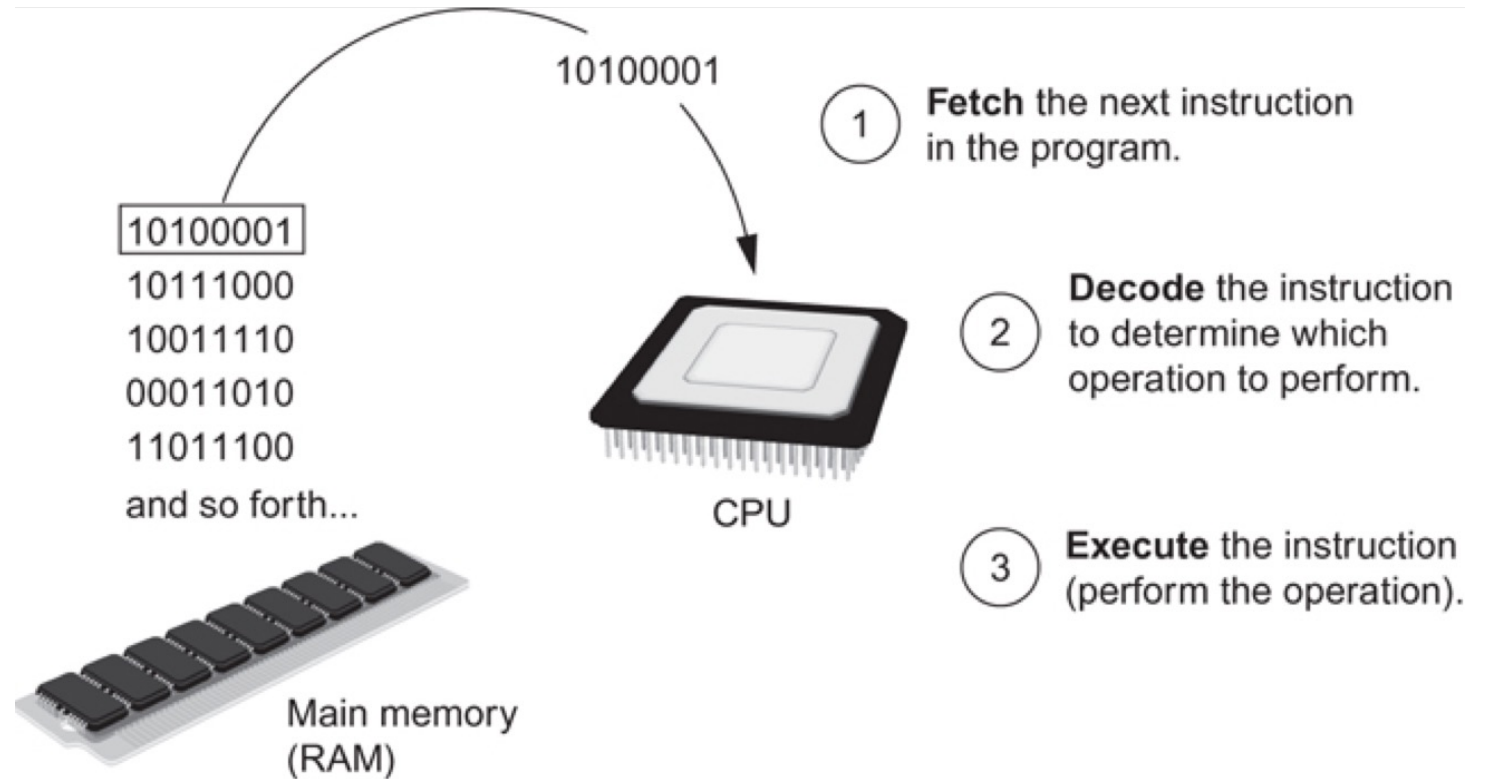 10100001
1
Fetch the next instruction
in the program.
10100001
10111000
10011110
00011010
11011100
and so forth...
CPU
2
Decode the instruction
to determine which
operation to perform.
3
Execute the instruction
(perform the operation).
Main memory
(RAM)